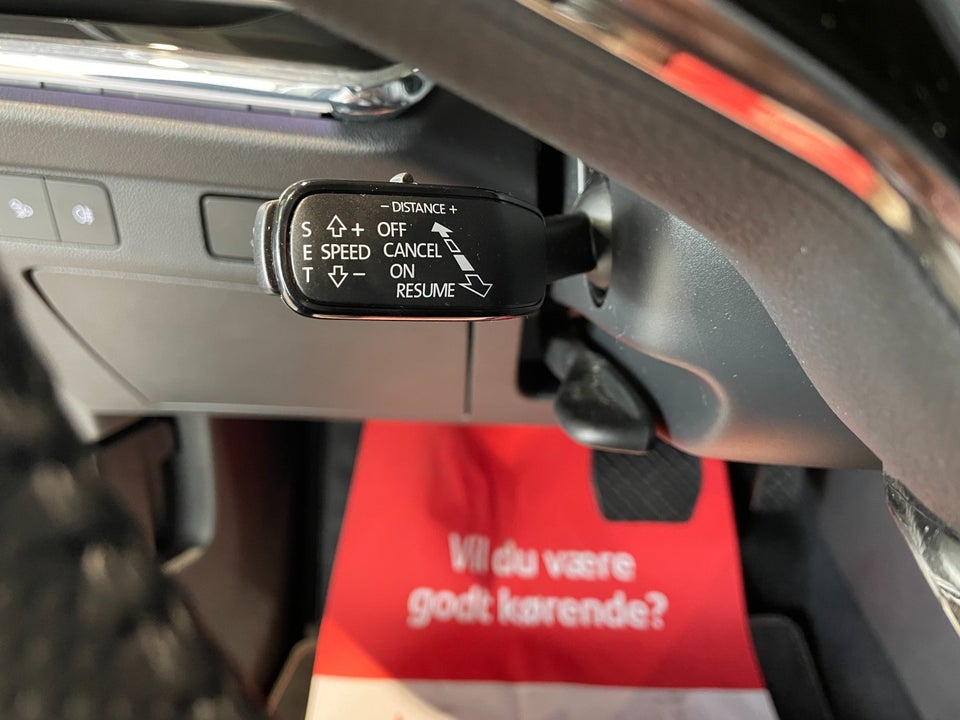 − DISTANCE +
S + OFF
E SPEED CANCEL
T − ON
RESUME
Vil du være
godt kørende?